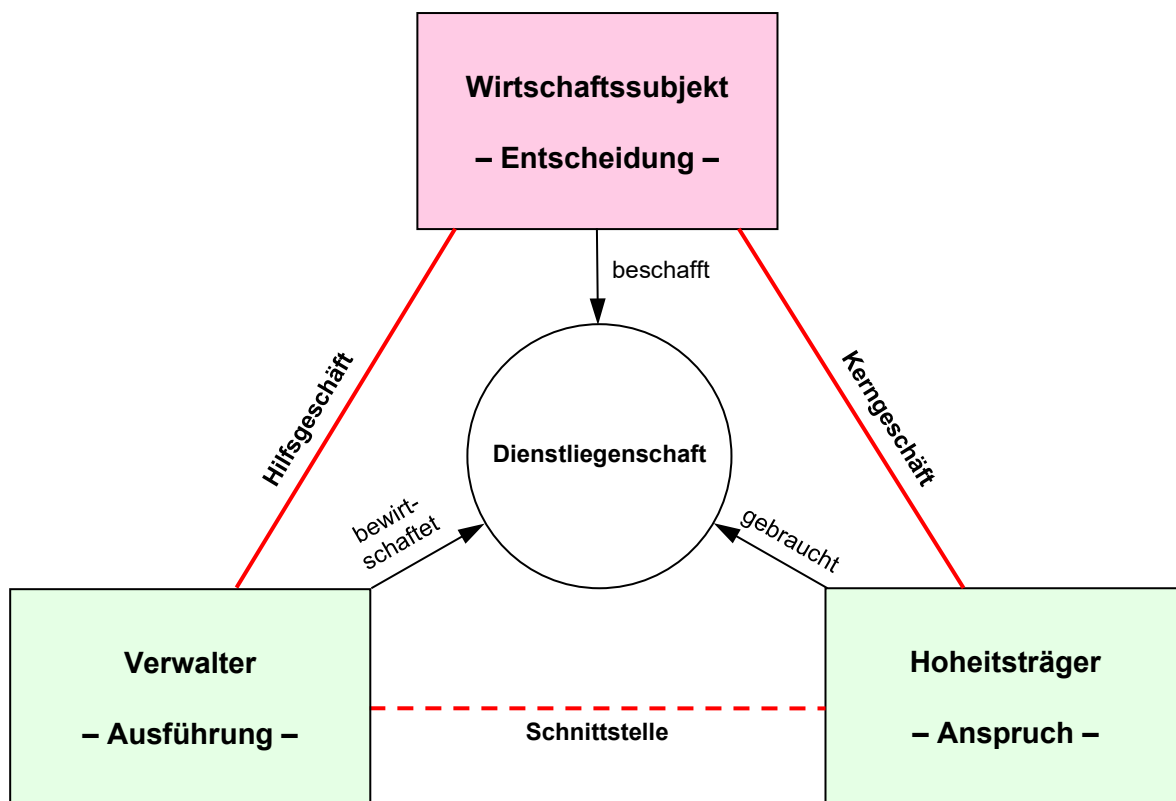 Wirtschaftssubjekt
– Entscheidung –
beschafft
Hilfsgeschäft
Kerngeschäft
Dienstliegenschaft
bewirt-
schaftet
gebraucht
Verwalter
– Ausführung –
Schnittstelle
Hoheitsträger
– Anspruch –